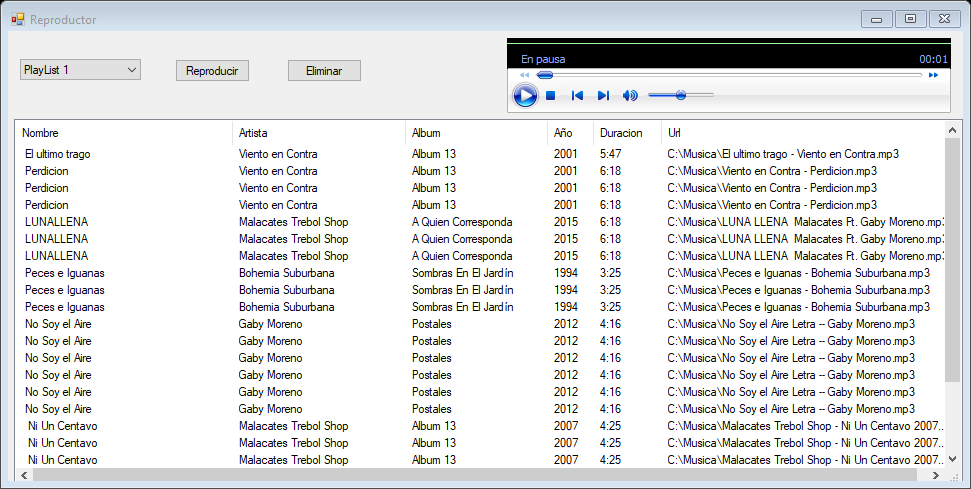 Reproductor
PlayList 1 Reproducir Eliminar
En pausa 00:01
Nombre Artista Album Año Duracion Url
El ultimo trago Viento en Contra Album 13 2001 5:47 C:\Musica\El ultimo trago - Viento en Contra.mp3
Perdicion Viento en Contra Album 13 2001 6:18 C:\Musica\Viento en Contra - Perdicion.mp3
Perdicion Viento en Contra Album 13 2001 6:18 C:\Musica\Viento en Contra - Perdicion.mp3
Perdicion Viento en Contra Album 13 2001 6:18 C:\Musica\Viento en Contra - Perdicion.mp3
LUNALLENA Malacates Trebol Shop A Quien Corresponda 2015 6:18 C:\Musica\LUNA LLENA Malacates Ft. Gaby Moreno.mp3
LUNALLENA Malacates Trebol Shop A Quien Corresponda 2015 6:18 C:\Musica\LUNA LLENA Malacates Ft. Gaby Moreno.mp3
LUNALLENA Malacates Trebol Shop A Quien Corresponda 2015 6:18 C:\Musica\LUNA LLENA Malacates Ft. Gaby Moreno.mp3
Peces e Iguanas Bohemia Suburbana Sombras En El Jardín 1994 3:25 C:\Musica\Peces e Iguanas - Bohemia Suburbana.mp3
Peces e Iguanas Bohemia Suburbana Sombras En El Jardín 1994 3:25 C:\Musica\Peces e Iguanas - Bohemia Suburbana.mp3
Peces e Iguanas Bohemia Suburbana Sombras En El Jardín 1994 3:25 C:\Musica\Peces e Iguanas - Bohemia Suburbana.mp3
No Soy el Aire Gaby Moreno Postales 2012 4:16 C:\Musica\No Soy el Aire Letra -- Gaby Moreno.mp3
No Soy el Aire Gaby Moreno Postales 2012 4:16 C:\Musica\No Soy el Aire Letra -- Gaby Moreno.mp3
No Soy el Aire Gaby Moreno Postales 2012 4:16 C:\Musica\No Soy el Aire Letra -- Gaby Moreno.mp3
No Soy el Aire Gaby Moreno Postales 2012 4:16 C:\Musica\No Soy el Aire Letra -- Gaby Moreno.mp3
No Soy el Aire Gaby Moreno Postales 2012 4:16 C:\Musica\No Soy el Aire Letra -- Gaby Moreno.mp3
No Soy el Aire Gaby Moreno Postales 2012 4:16 C:\Musica\No Soy el Aire Letra -- Gaby Moreno.mp3
Ni Un Centavo Malacates Trebol Shop Album 13 2007 4:25 C:\Musica\Malacates Trebol Shop - Ni Un Centavo 2007...
Ni Un Centavo Malacates Trebol Shop Album 13 2007 4:25 C:\Musica\Malacates Trebol Shop - Ni Un Centavo 2007...
Ni Un Centavo Malacates Trebol Shop Album 13 2007 4:25 C:\Musica\Malacates Trebol Shop - Ni Un Centavo 2007...